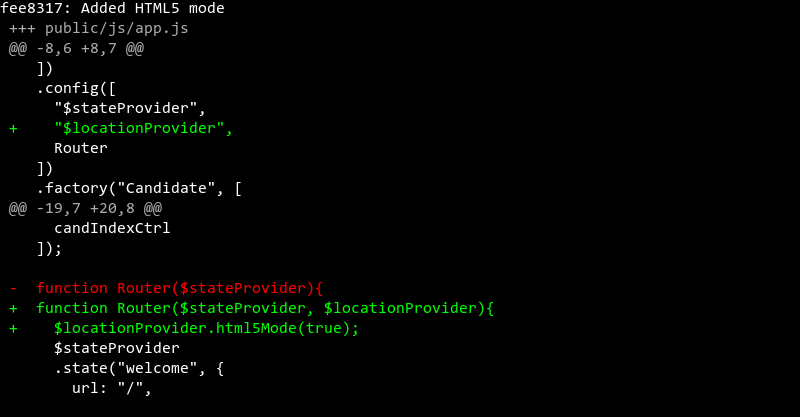 fee8317: Added HTML5 mode
+++ public/js/app.js
@@ -8,6 +8,7 @@
   ])
   .config([
     "$stateProvider",
+    "$locationProvider",
     Router
   ])
   .factory("Candidate", [
@@ -19,7 +20,8 @@
     candIndexCtrl
   ]);
-  function Router($stateProvider){
+  function Router($stateProvider, $locationProvider){
+    $locationProvider.html5Mode(true);
     $stateProvider
     .state("welcome", {
       url: "/",